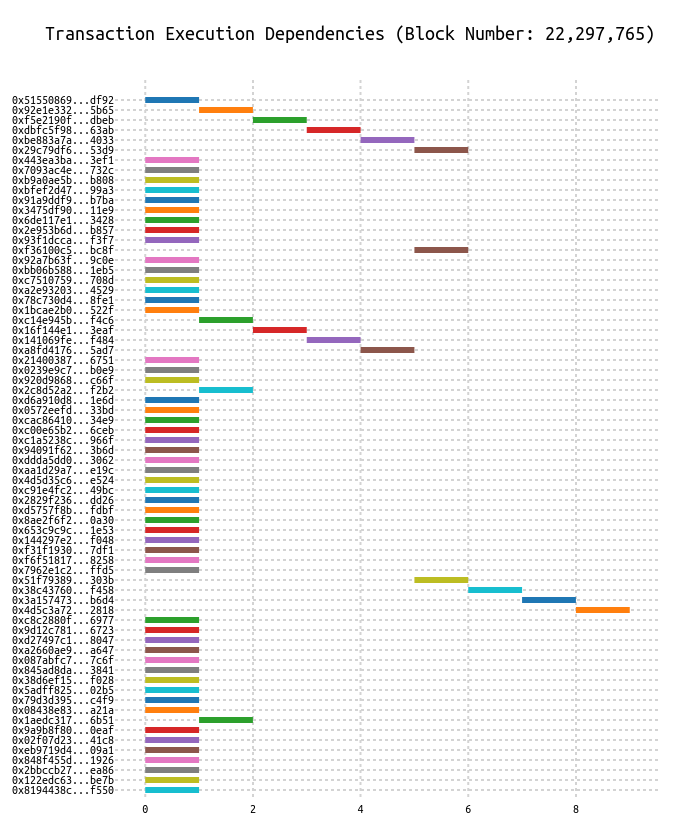 Transaction Execution Dependencies (Block Number: 22,297,765)
0x51550869...df92
0x92e1e332...5b65
0xf5e2190f...dbeb
0xdbfc5f98...63ab
0xbe883a7a...4033
0x29c79df6...53d9
0x443ea3ba...3ef1
0x7093ac4e...732c
0xb9a0ae5b...b808
0xbfef2d47...99a3
0x91a9ddf9...b7ba
0x3475df90...11e9
0x6de117e1...3428
0x2e953b6d...b857
0x93f1dcca...f3f7
0xf36100c5...bc8f
0x92a7b63f...9c0e
0xbb06b588...1eb5
0xc7510759...708d
0xa2e93203...4529
0x78c730d4...8fe1
0x1bcae2b0...522f
0xc14e945b...f4c6
0x16f144e1...3eaf
0x141069fe...f484
0xa8fd4176...5ad7
0x21400387...6751
0x0239e9c7...b0e9
0x920d9868...c66f
0x2c8d52a2...f2b2
0xd6a910d8...1e6d
0x0572eefd...33bd
0xcac86410...34e9
0xc00e65b2...6ceb
0xc1a5238c...966f
0x94091f62...3b6d
0xddda5dd0...3062
0xaa1d29a7...e19c
0x4d5d35c6...e524
0xc91e4fc2...49bc
0x2829f236...dd26
0xd5757f8b...fdbf
0x8ae2f6f2...0a30
0x653c9c9c...1e53
0x144297e2...f048
0xf31f1930...7df1
0xf6f51817...8258
0x7962e1c2...ffd5
0x51f79389...303b
0x38c43760...f458
0x3a157473...b6d4
0x4d5c3a72...2818
0xc8c2880f...6977
0x9d12c781...6723
0xd27497c1...8047
0xa2660ae9...a647
0x087abfc7...7c6f
0x845ad8da...3841
0x38d6ef15...f028
0x5adff825...02b5
0x79d3d395...c4f9
0x08438e83...a21a
0x1aedc317...6b51
0x9a9b8f80...0eaf
0x02f07d23...41c8
0xeb9719d4...09a1
0x848f455d...1926
0x2bbccb27...ea86
0x122edc63...be7b
0x8194438c...f550
0 2 4 6 8